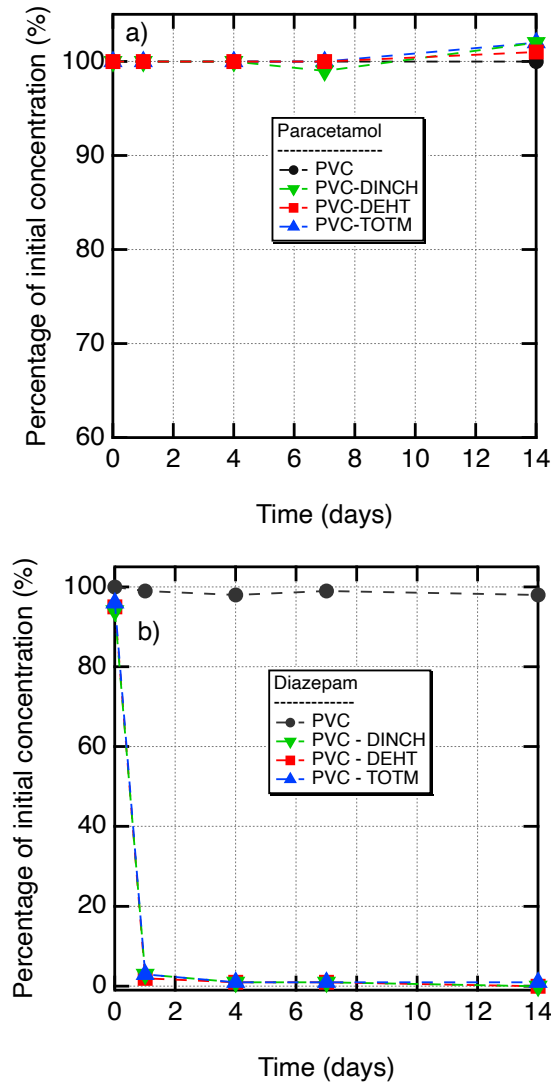 a)
Percentage of initial concentration (%)
100
90
80
70
60
Paracetamol
----------------
PVC
PVC-DINCH
PVC-DEHT
PVC-TOTM
0 2 4 6 8 10 12 14
Time (days)
b)
Percentage of initial concentration (%)
100
80
60
40
20
0
Diazepam
----------------
PVC
PVC - DINCH
PVC - DEHT
PVC - TOTM
0 2 4 6 8 10 12 14
Time (days)